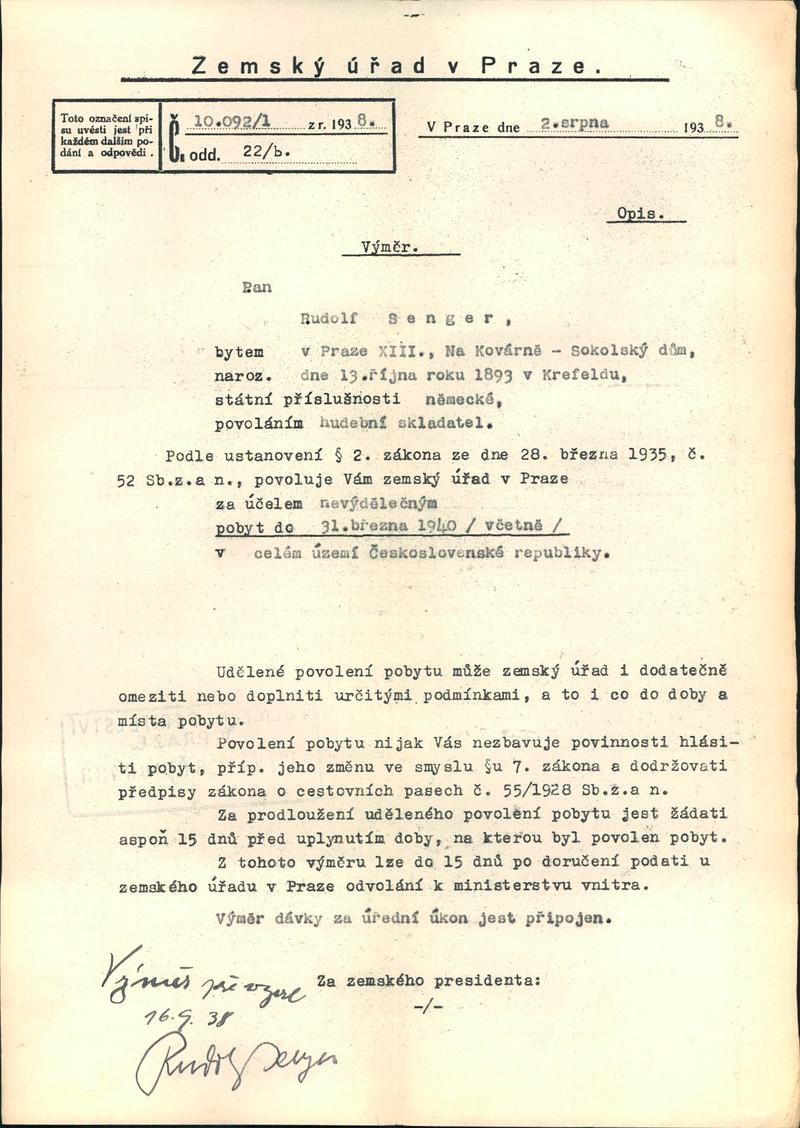 Zemský úřad v Praze.
Toto označení spi-
su uvésti jest při
každém dalším po-
dání a odpovědi.
Č. 10.092/1 z r. 1938.
odd. 22/b.
V Praze dne 2.srpna 1938.
Opis.
Výměr.
Pan
Rudolf Senger,
bytem v Praze XIII., Na Kovárně - Sokolský dům,
naroz. dne 13.října roku 1893 v Krefeldu,
státní příslušnosti německé,
povoláním hudební skladatel.
Podle ustanovení § 2. zákona ze dne 28. března 1935, č.
52 Sb.z.a n., povoluje Vám zemský úřad v Praze
za účelem nevýdělečným
pobyt do 31.března 1940 / včetně /
v celém území Československé republiky.
Udělené povolení pobytu může zemský úřad i dodatečně
omeziti nebo doplniti určitými podmínkami, a to i co do doby a
místa pobytu.
Povolení pobytu nijak Vás nezbavuje povinnosti hlási-
ti pobyt, příp. jeho změnu ve smyslu §u 7. zákona a dodržovati
předpisy zákona o cestovních pasech č. 55/1928 Sb.z.a n.
Za prodloužení uděleného povolení pobytu jest žádati
aspoň 15 dnů před uplynutím doby, na kterou byl povolen pobyt.
Z tohoto výměru lze do 15 dnů po doručení podati u
zemského úřadu v Praze odvolání k ministerstvu vnitra.
Výměr dávky za úřední úkon jest připojen.
Za zemského presidenta:
-/-
Výměr převzal
16.9.38
Rudolf Senger